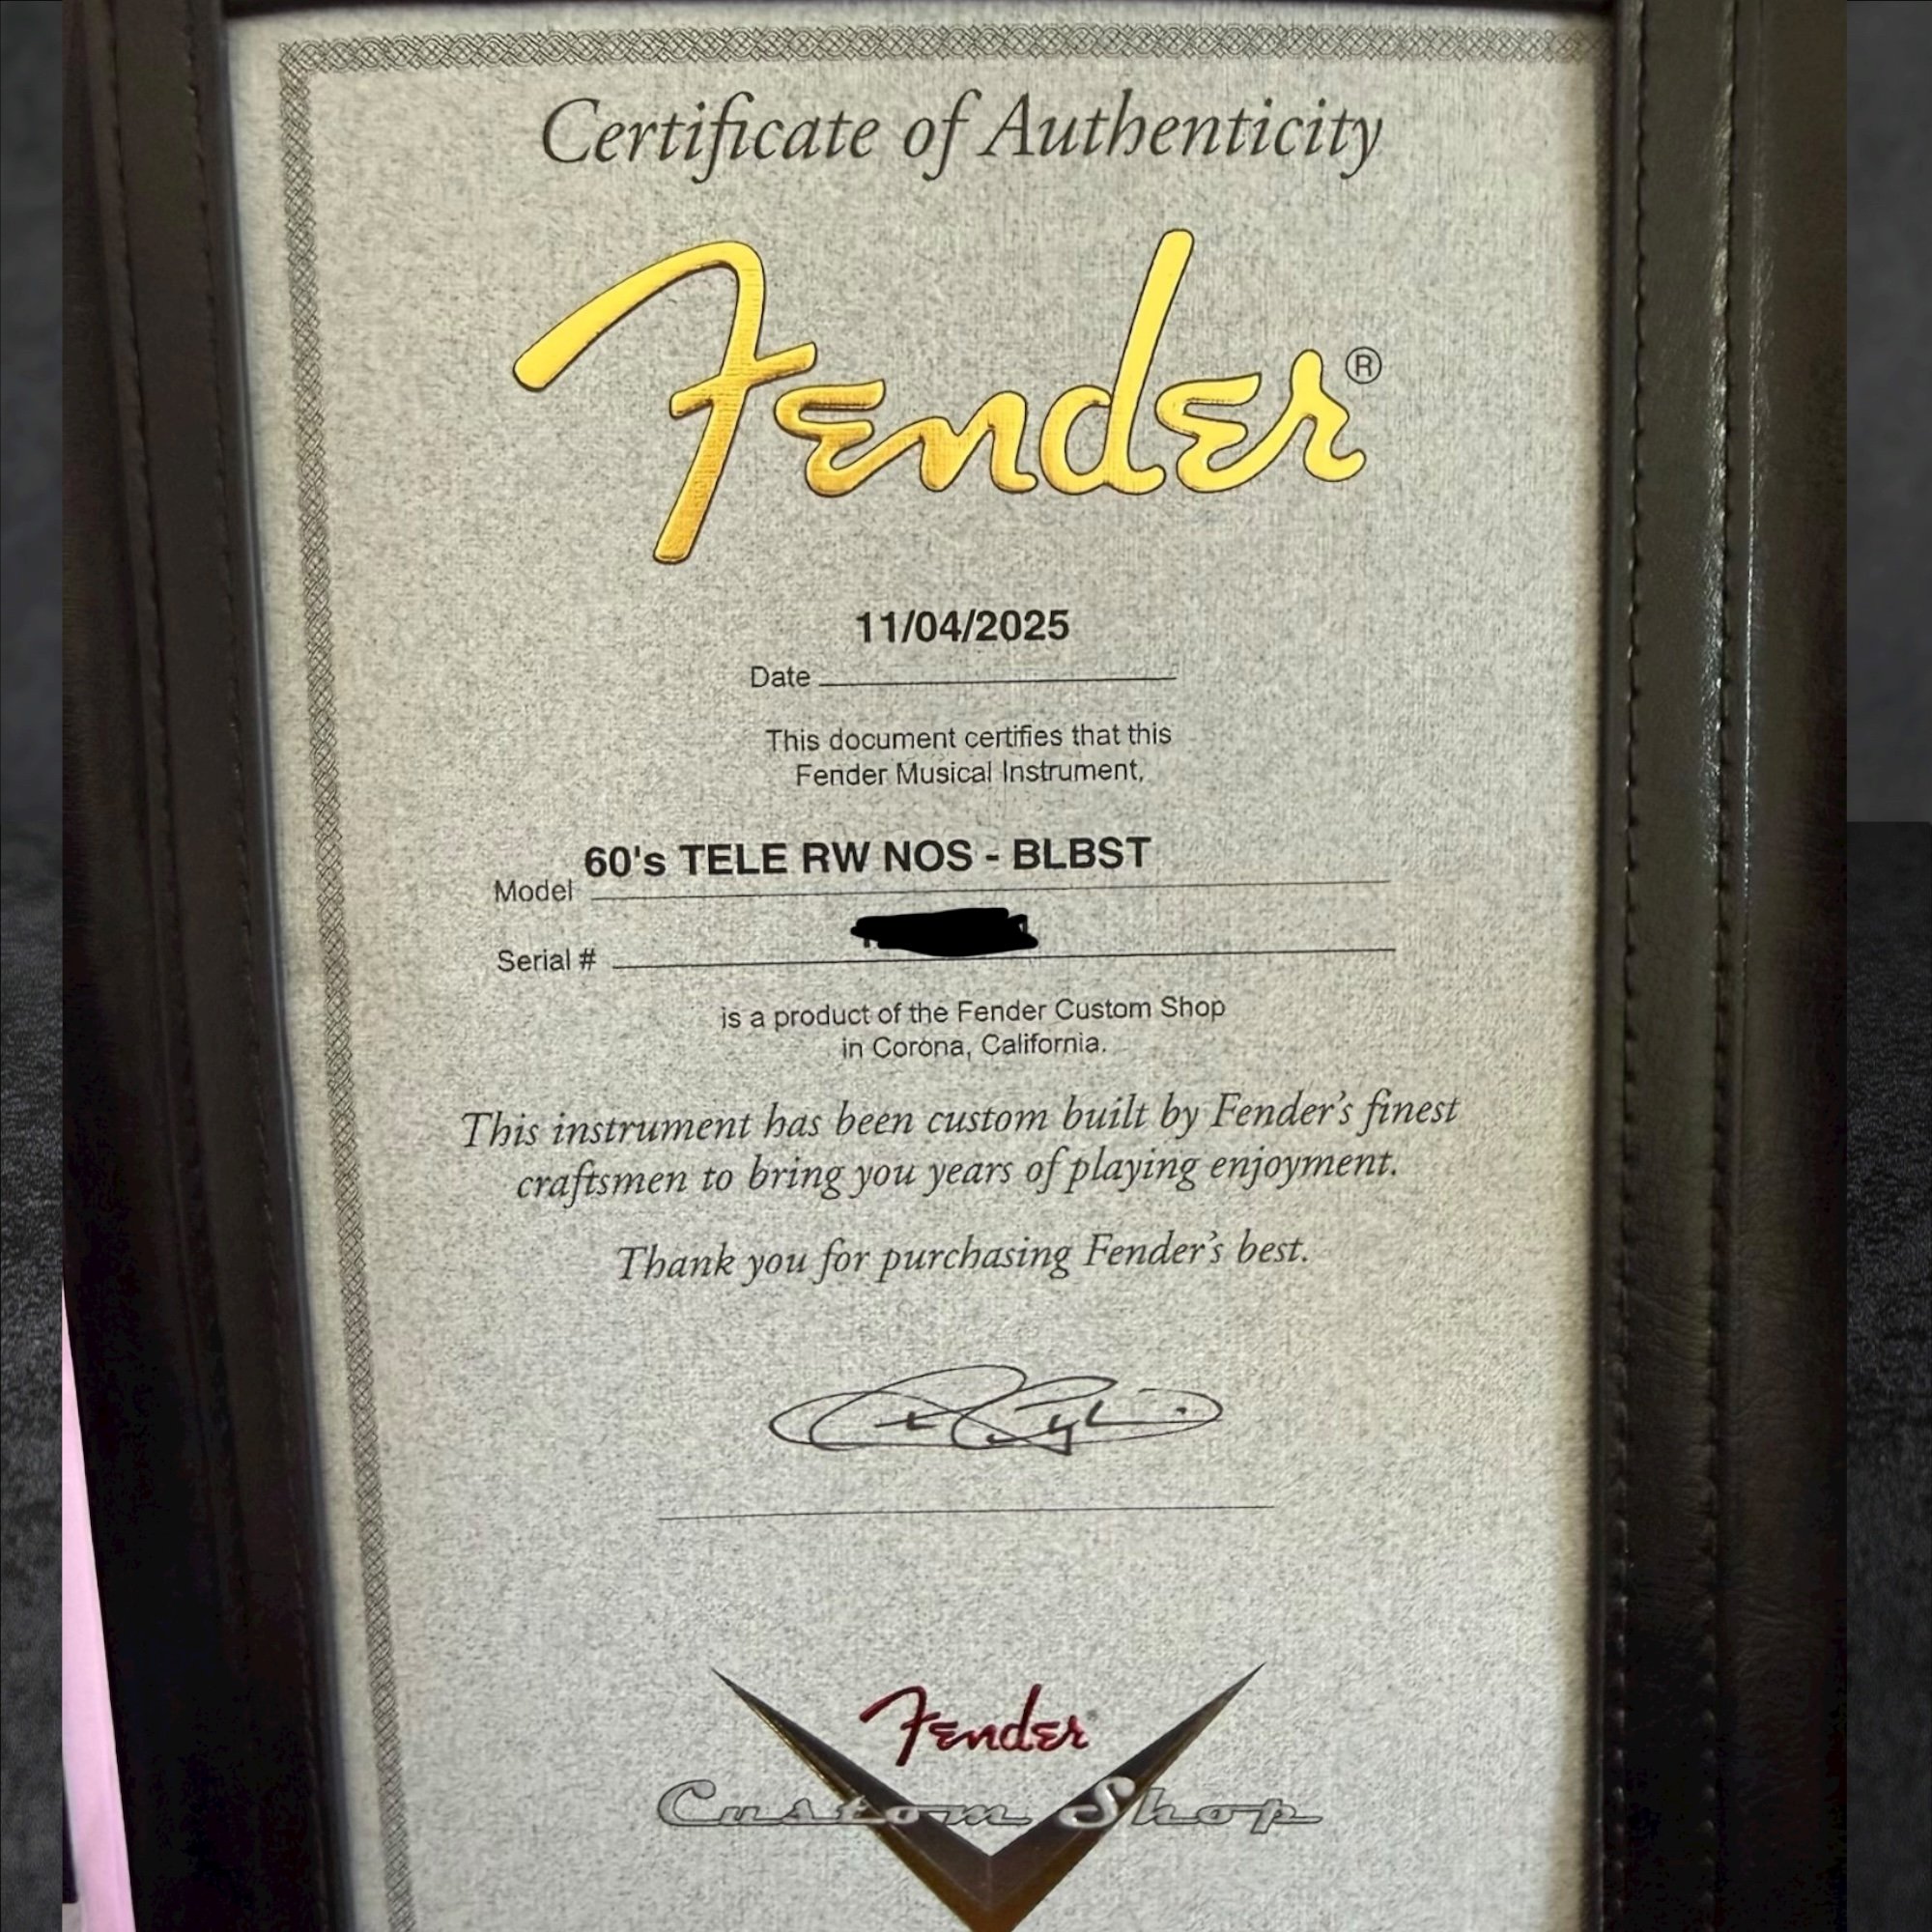 Certificate of Authenticity
Fender®
11/04/2025
Date
This document certifies that this
Fender Musical Instrument,
60's TELE RW NOS - BLBST
Model
Serial #
is a product of the Fender Custom Shop
in Corona, California.
This instrument has been custom built by Fender's finest
craftsmen to bring you years of playing enjoyment.
Thank you for purchasing Fender's best.
Fender
Custom Shop